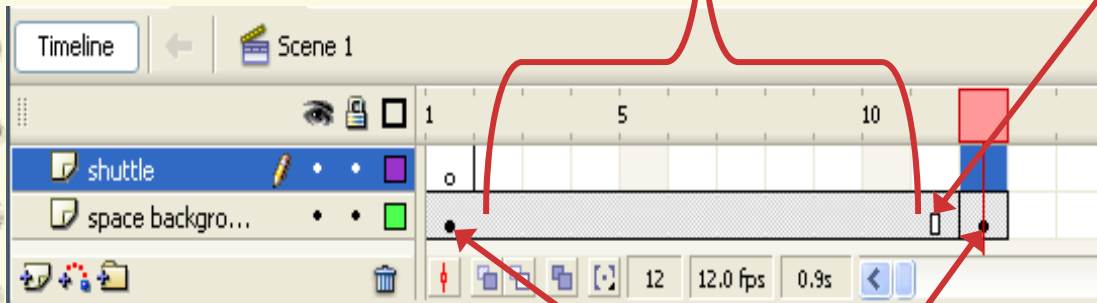 Timeline Scene 1
1 5 10
shuttle
space backgro...
12 12.0 fps 0.9s